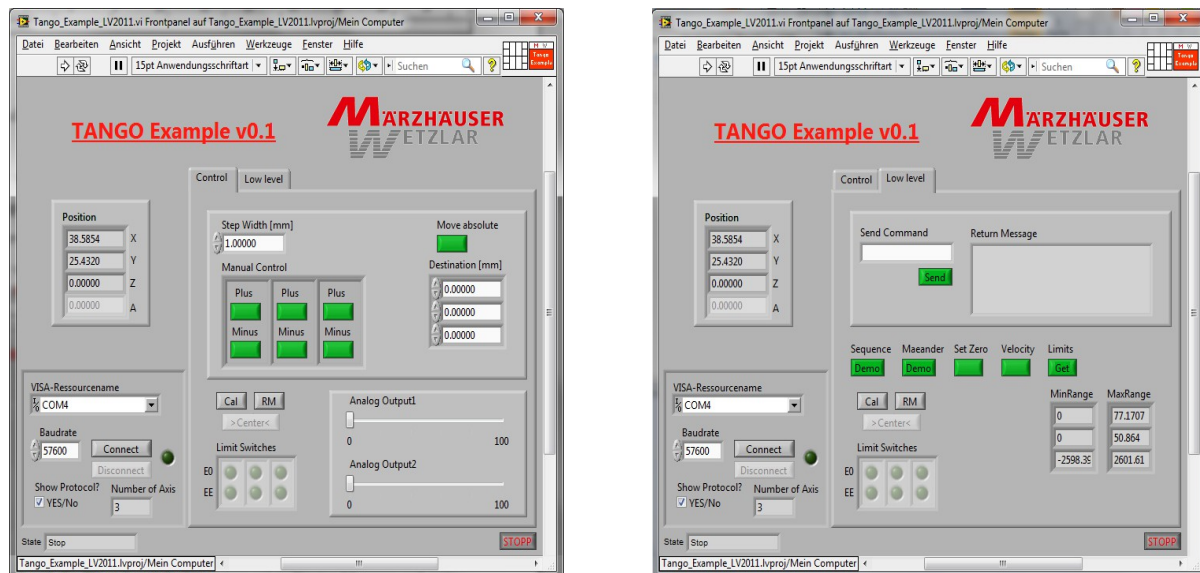 Tango_Example_LV2011.vi Frontpanel auf Tango_Example_LV2011.lvproj/Mein Computer
Datei Bearbeiten Ansicht Projekt Ausführen Werkzeuge Fenster Hilfe
15pt Anwendungsschriftart Suchen
M W
Tango
Example
TANGO Example v0.1
MÄRZHÄUSER
WETZLAR
Control Low level
Position
38.5854 X
25.4320 Y
0.00000 Z
0.00000 A
Step Width [mm]
1.00000
Move absolute
Manual Control
Plus Plus Plus
Minus Minus Minus
Destination [mm]
0.00000
0.00000
0.00000
VISA-Ressourcename
COM4
Baudrate
57600
Connect
Disconnect
Show Protocol?
YES/No
Number of Axis
3
Cal RM
>Center<
Limit Switches
E0
EE
Analog Output1
0 100
Analog Output2
0 100
State Stop
STOPP
Tango_Example_LV2011.lvproj/Mein Computer
Tango_Example_LV2011.vi Frontpanel auf Tango_Example_LV2011.lvproj/Mein Computer
Datei Bearbeiten Ansicht Projekt Ausführen Werkzeuge Fenster Hilfe
15pt Anwendungsschriftart Suchen
M W
Tango
Example
TANGO Example v0.1
MÄRZHÄUSER
WETZLAR
Control Low level
Position
38.5854 X
25.4320 Y
0.00000 Z
0.00000 A
Send Command
Send
Return Message
Sequence Maeander Set Zero Velocity Limits
Demo Demo Get
VISA-Ressourcename
COM4
Baudrate
57600
Connect
Disconnect
Show Protocol?
YES/No
Number of Axis
3
Cal RM
>Center<
Limit Switches
E0
EE
MinRange MaxRange
0 77.1707
0 50.864
-2598.39 2601.61
State Stop
STOPP
Tango_Example_LV2011.lvproj/Mein Computer